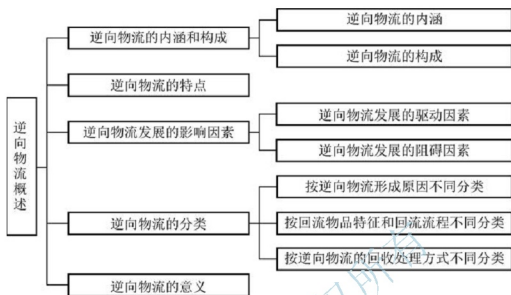 逆向物流概述
逆向物流的内涵和构成
逆向物流的内涵
逆向物流的构成
逆向物流的特点
逆向物流发展的影响因素
逆向物流发展的驱动因素
逆向物流发展的阻碍因素
逆向物流的分类
按逆向物流形成原因不同分类
按回流物品特征和回流流程不同分类
按逆向物流的回收处理方式不同分类
逆向物流的意义
所有